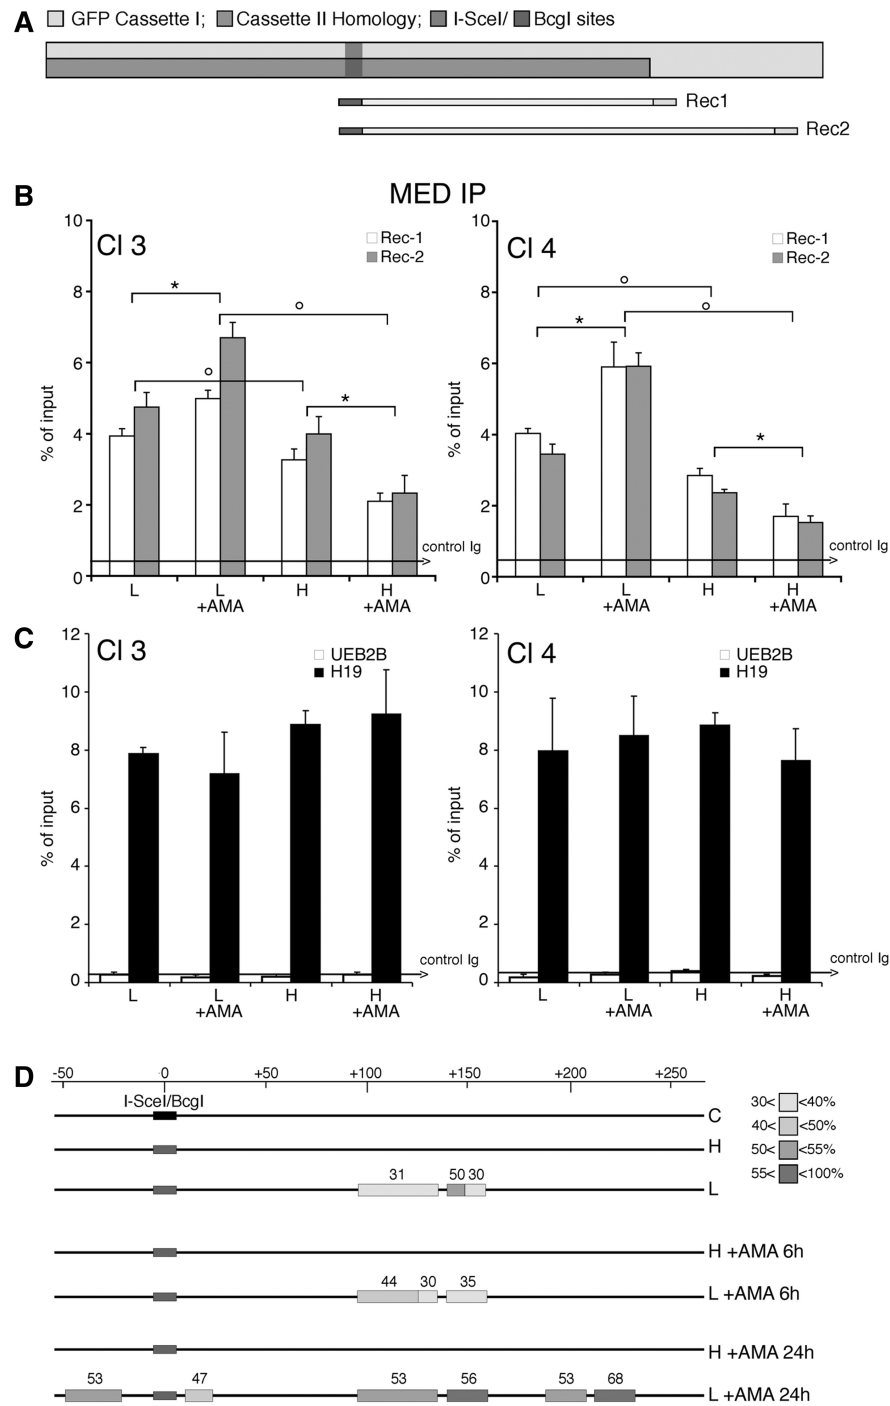 A
GFP Cassette I; Cassette II Homology; I-SceI/ BcgI sites
Rec1
Rec2
B
MED IP
Cl 3
Rec-1
Rec-2
% of input
10
8
6
4
2
0
*
°
°
*
control Ig
L
L
+AMA
H
H
+AMA
Cl 4
Rec-1
Rec-2
% of input
10
8
6
4
2
0
°
°
*
*
control Ig
L
L
+AMA
H
H
+AMA
C
Cl 3
UEB2B
H19
% of input
12
10
8
6
4
2
0
control Ig
L
L
+AMA
H
H
+AMA
Cl 4
UEB2B
H19
% of input
12
10
8
6
4
2
0
control Ig
L
L
+AMA
H
H
+AMA
D
-50 0 +50 +100 +150 +200 +250
I-SceI/BcgI
C
H
31 50 30
L
H +AMA 6h
44 30 35
L +AMA 6h
H +AMA 24h
53 47 53 56 53 68
L +AMA 24h
30< <40%
40< <50%
50< <55%
55< <100%